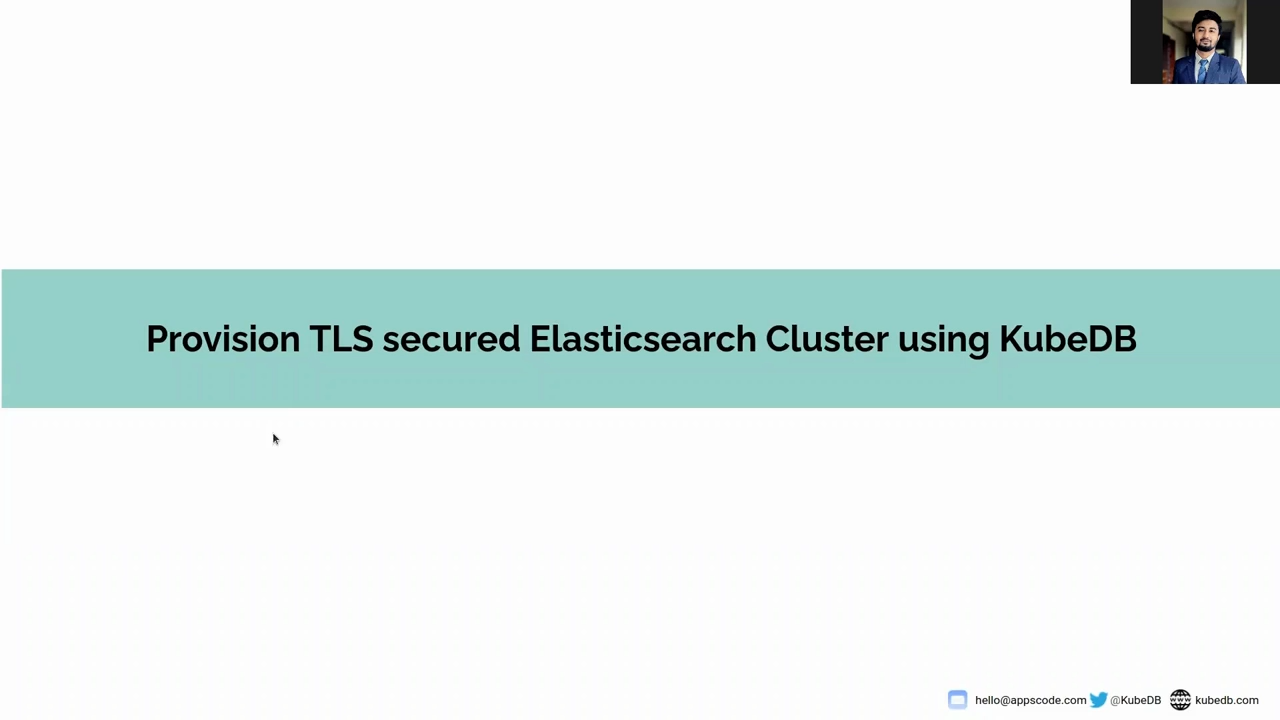 Provision TLS secured Elasticsearch Cluster using KubeDB
hello@appscode.com @KubeDB kubedb.com